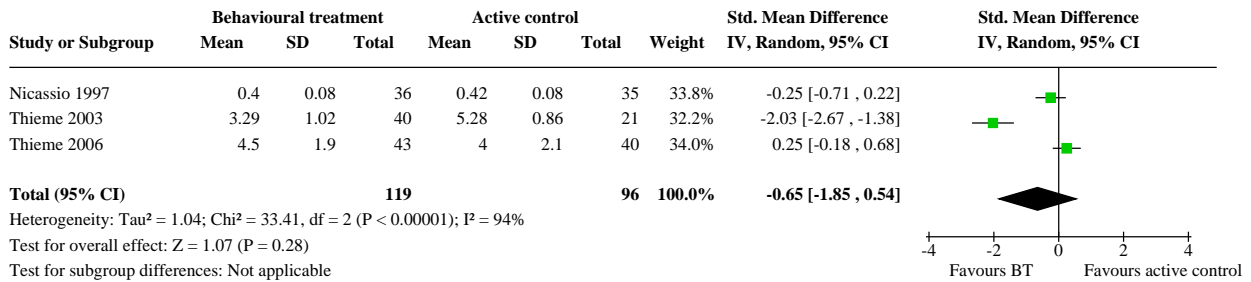 Behavioural treatment Active control Std. Mean Difference Std. Mean Difference
Study or Subgroup Mean SD Total Mean SD Total Weight IV, Random, 95% CI IV, Random, 95% CI
Nicassio 1997 0.4 0.08 36 0.42 0.08 35 33.8% -0.25 [-0.71 , 0.22]
Thieme 2003 3.29 1.02 40 5.28 0.86 21 32.2% -2.03 [-2.67 , -1.38]
Thieme 2006 4.5 1.9 43 4 2.1 40 34.0% 0.25 [-0.18 , 0.68]
Total (95% CI) 119 96 100.0% -0.65 [-1.85 , 0.54]
Heterogeneity: Tau² = 1.04; Chi² = 33.41, df = 2 (P < 0.00001); I² = 94%
Test for overall effect: Z = 1.07 (P = 0.28)
Test for subgroup differences: Not applicable
-4 -2 0 2 4
Favours BT Favours active control